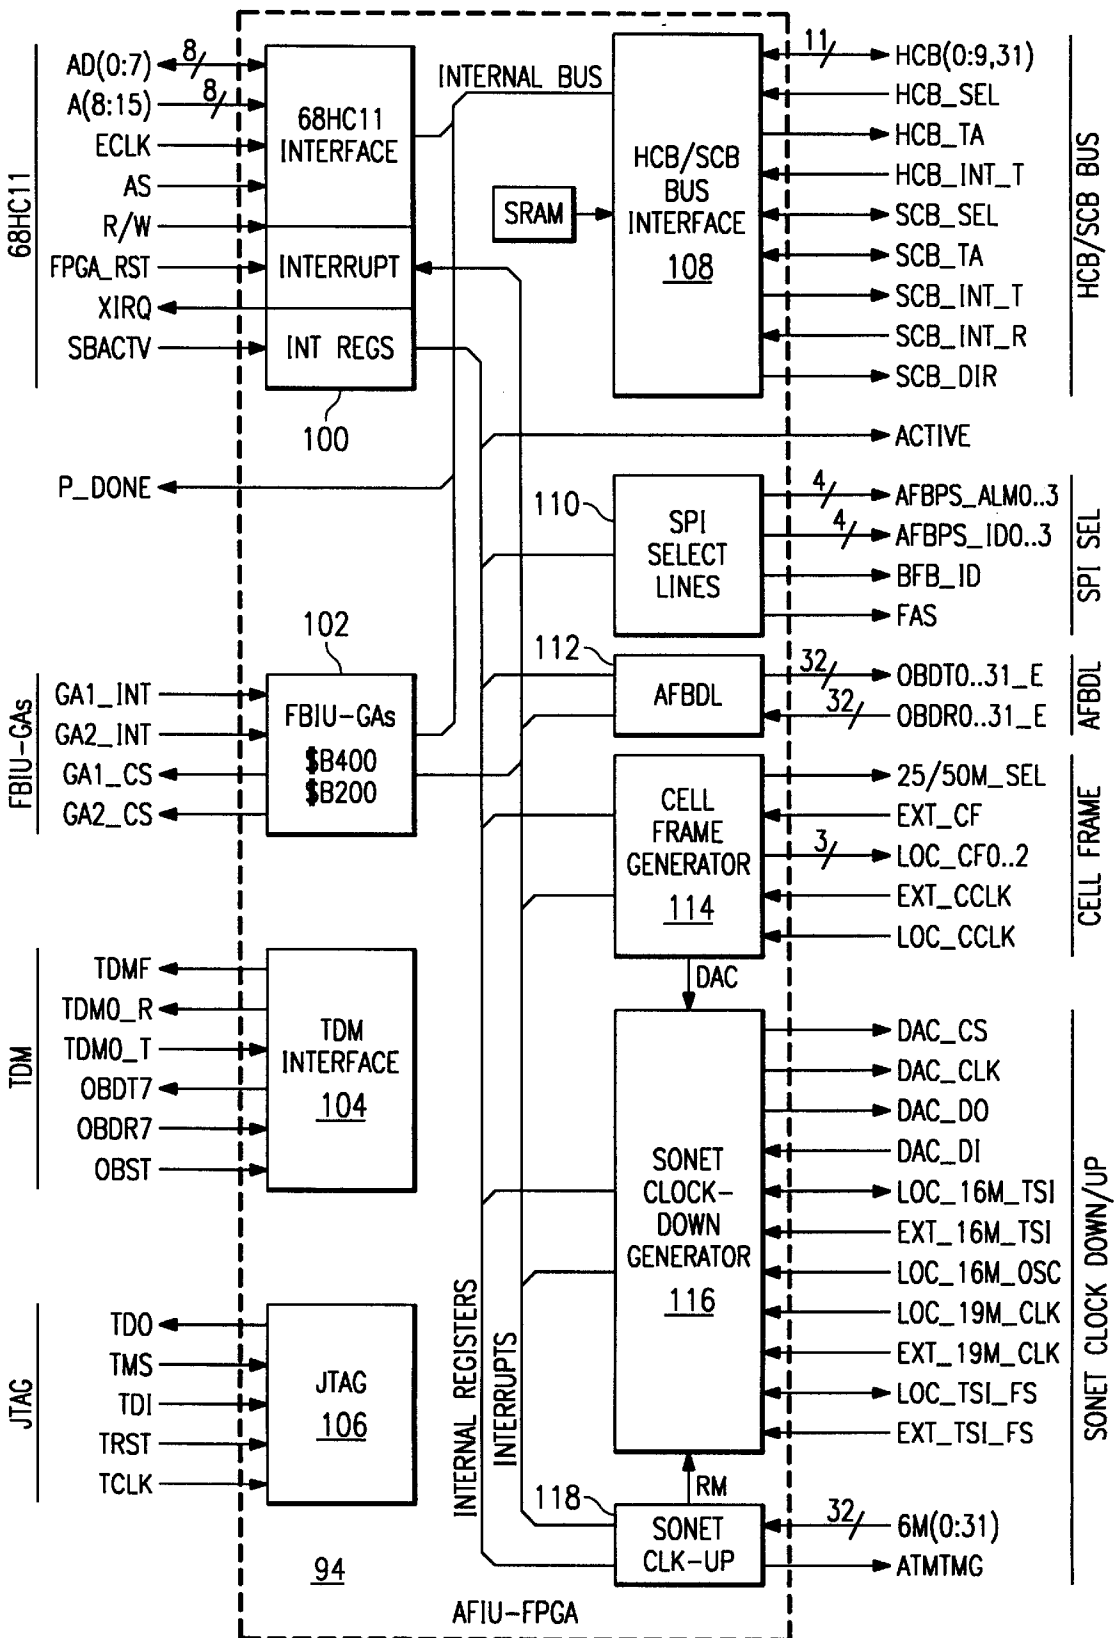 68HC11
AD(0:7)
8
A(8:15)
8
ECLK
AS
R/W
FPGA_RST
XIRQ
SBACTV
68HC11
INTERFACE
INTERRUPT
INT REGS
100
P_DONE
INTERNAL BUS
SRAM
HCB/SCB
BUS
INTERFACE
108
11
HCB(0:9,31)
HCB_SEL
HCB_TA
HCB_INT_T
SCB_SEL
SCB_TA
SCB_INT_T
SCB_INT_R
SCB_DIR
HCB/SCB BUS
ACTIVE
110
SPI
SELECT
LINES
4
AFBPS_ALM0..3
4
AFBPS_ID0..3
BFB_ID
FAS
SPI SEL
FBIU-GAs
GA1_INT
GA2_INT
GA1_CS
GA2_CS
102
FBIU-GAs
$B400
$B200
112
AFBDL
32
OBDT0..31_E
32
OBDR0..31_E
AFBDL
CELL
FRAME
GENERATOR
114
25/50M_SEL
EXT_CF
3
LOC_CF0..2
EXT_CCLK
LOC_CCLK
CELL FRAME
DAC
TDM
TDMF
TDM0_R
TDM0_T
OBDT7
OBDR7
OBST
TDM
INTERFACE
104
SONET
CLOCK-
DOWN
GENERATOR
116
DAC_CS
DAC_CLK
DAC_DO
DAC_DI
LOC_16M_TSI
EXT_16M_TSI
LOC_16M_OSC
LOC_19M_CLK
EXT_19M_CLK
LOC_TSI_FS
EXT_TSI_FS
SONET CLOCK DOWN/UP
JTAG
TDO
TMS
TDI
TRST
TCLK
JTAG
106
INTERNAL REGISTERS
INTERRUPTS
RM
118
SONET
CLK-UP
32
6M(0:31)
ATMTMG
94
AFIU-FPGA